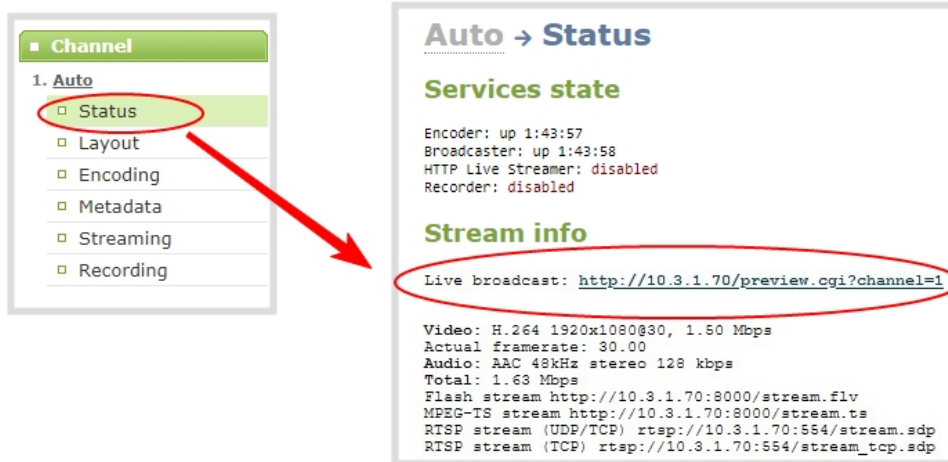 Channel
1. Auto
Status
Layout
Encoding
Metadata
Streaming
Recording
Auto → Status
Services state
Encoder: up 1:43:57
Broadcaster: up 1:43:58
HTTP Live Streamer: disabled
Recorder: disabled
Stream info
Live broadcast: http://10.3.1.70/preview.cgi?channel=1
Video: H.264 1920x1080@30, 1.50 Mbps
Actual framerate: 30.00
Audio: AAC 48kHz stereo 128 kbps
Total: 1.63 Mbps
Flash stream http://10.3.1.70:8000/stream.flv
MPEG-TS stream http://10.3.1.70:8000/stream.ts
RTSP stream (UDP/TCP) rtsp://10.3.1.70:554/stream.sdp
RTSP stream (TCP) rtsp://10.3.1.70:554/stream_tcp.sdp